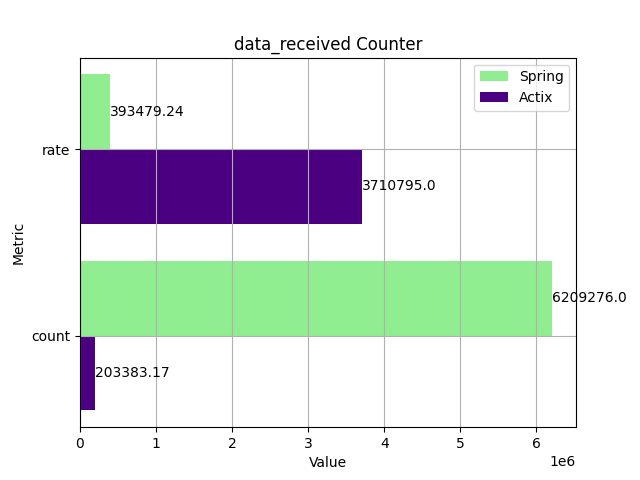 data_received Counter
Spring
Actix
393479.24
rate
3710795.0
Metric
6209276.0
count
203383.17
0 1 2 3 4 5 6
1e6
Value